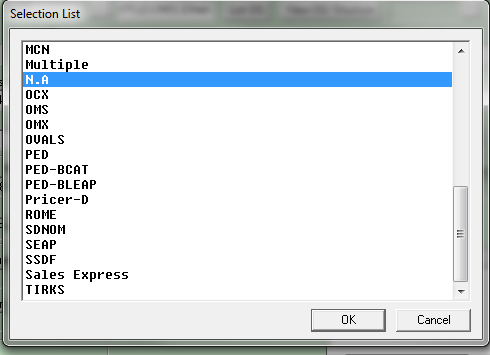 Selection List
MCN
Multiple
N.A
OCX
OMS
OMX
OVALS
PED
PED-BCAT
PED-BLEAP
Pricer-D
ROME
SDNOM
SEAP
SSDF
Sales Express
TIRKS
OK
Cancel